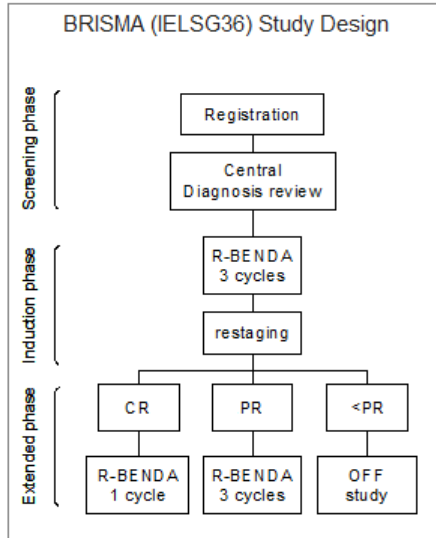 BRISMA (IELSG36) Study Design
Screening phase
Registration
Central
Diagnosis review
Induction phase
R-BENDA
3 cycles
restaging
Extended phase
CR
PR
<PR
R-BENDA
1 cycle
R-BENDA
3 cycles
OFF
study